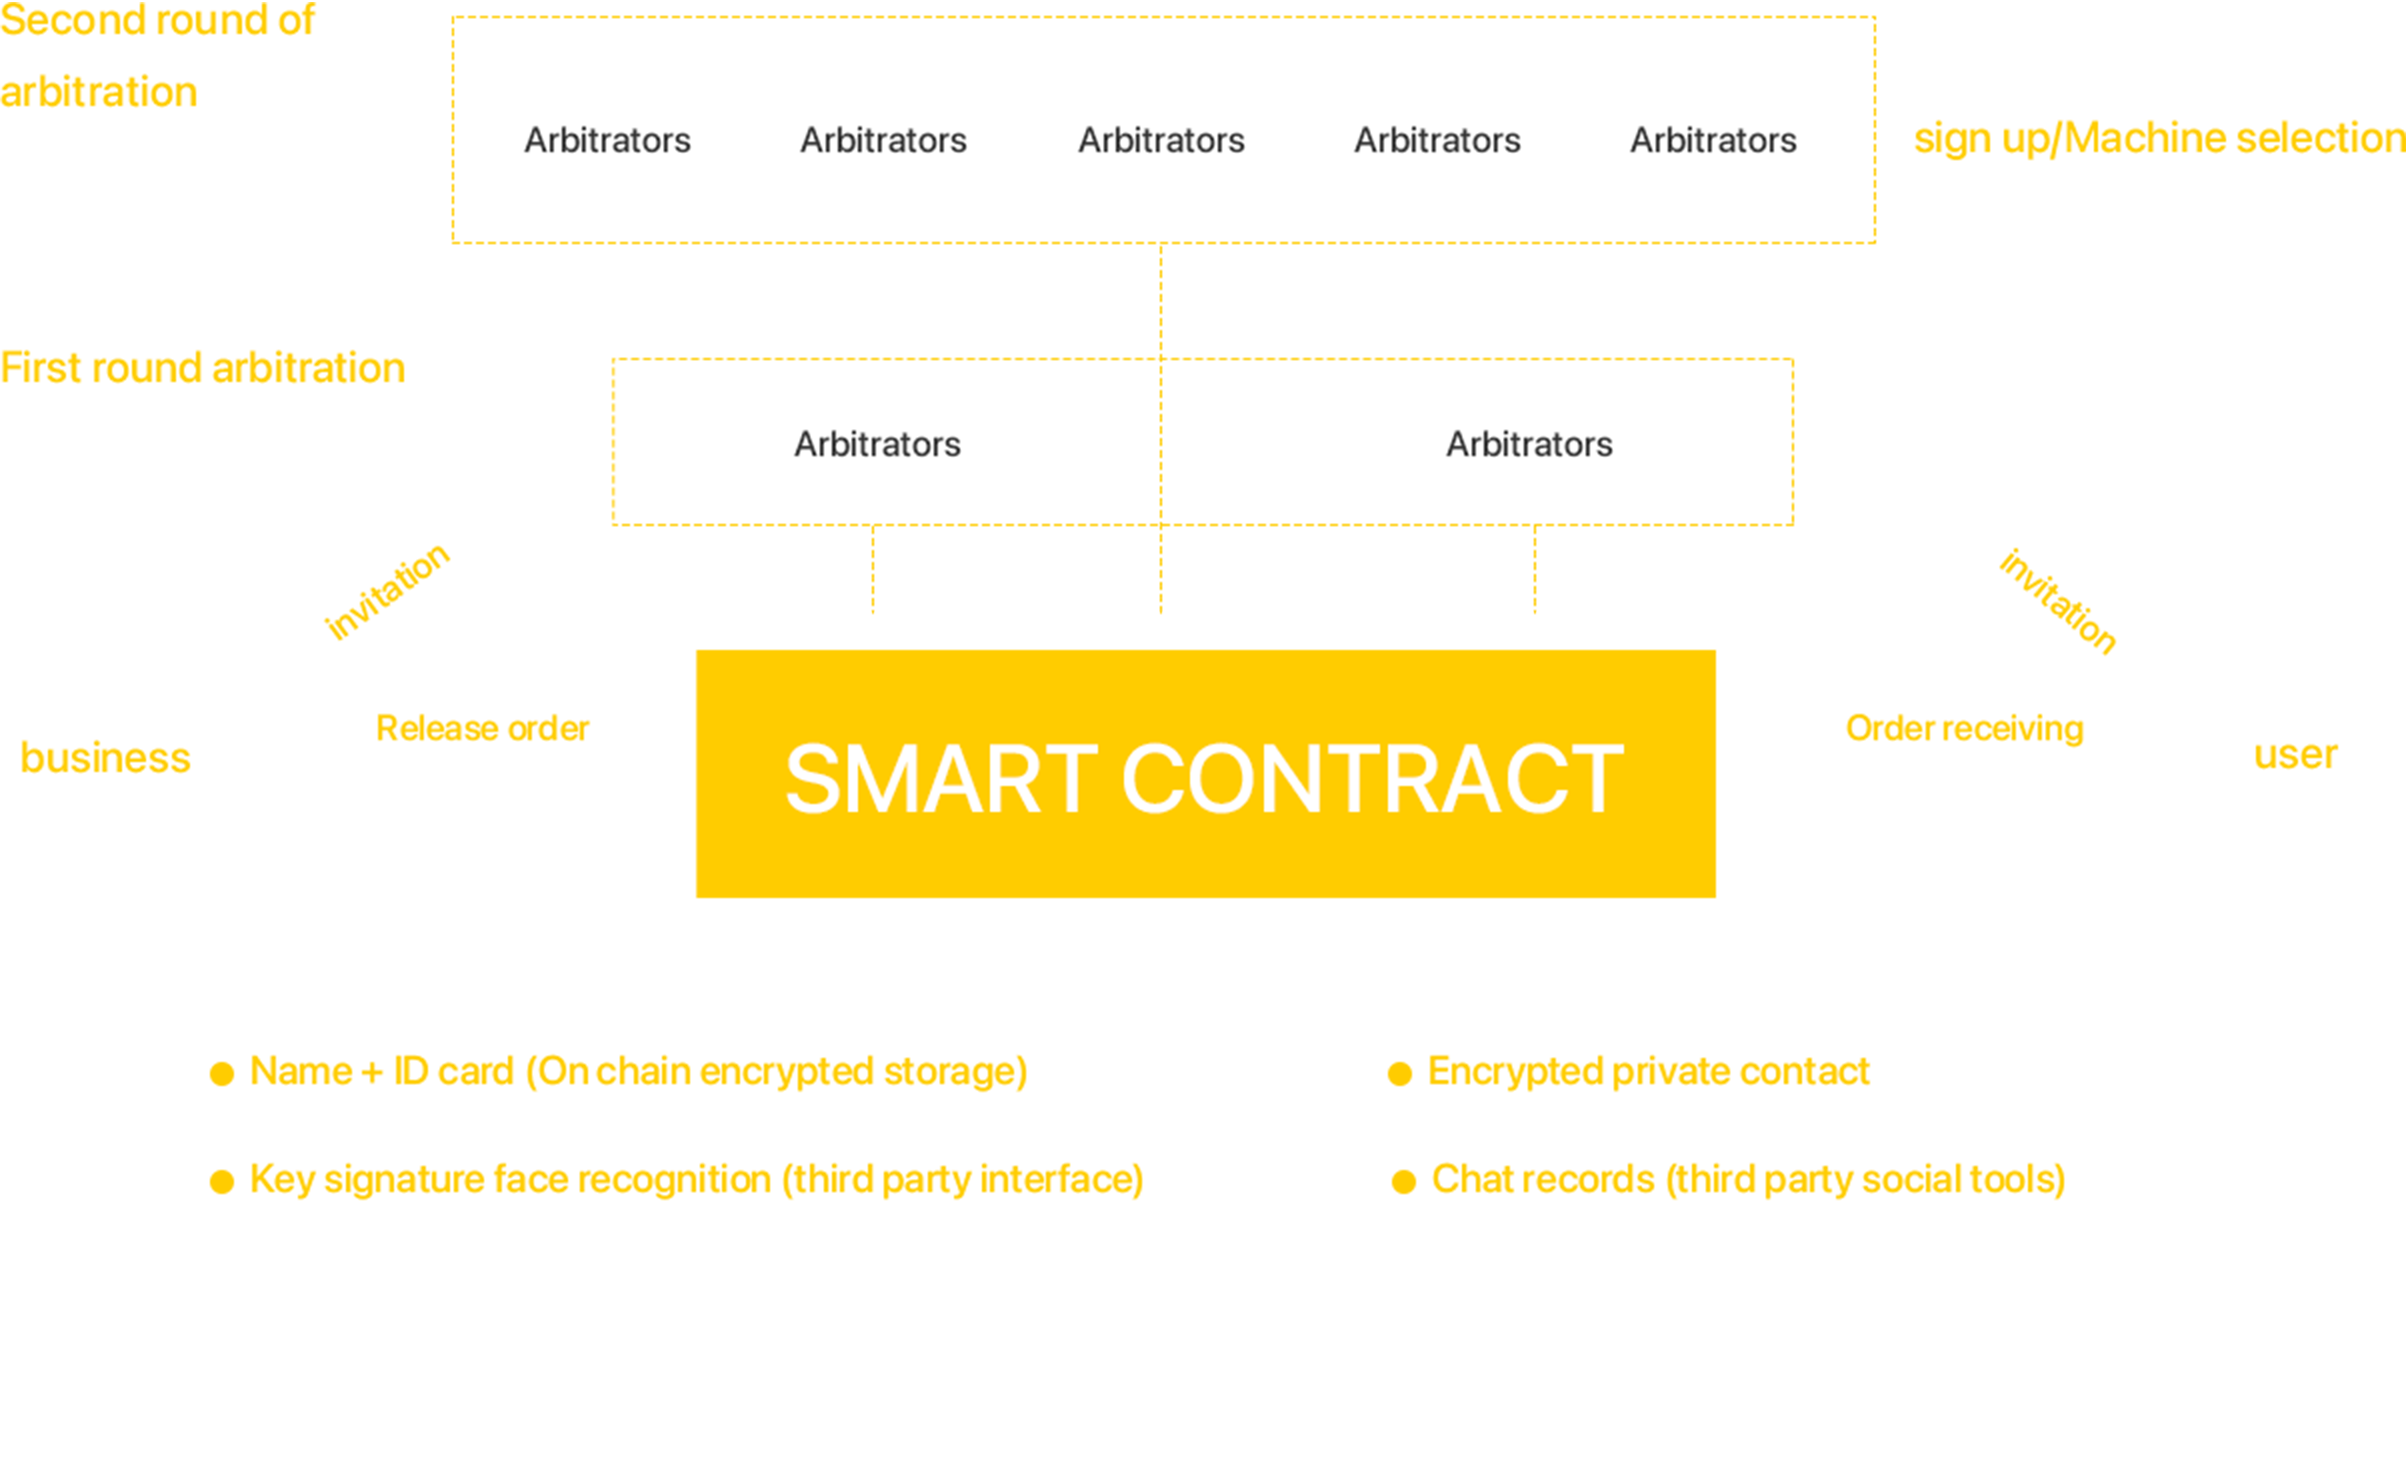 Second round of
arbitration
Arbitrators Arbitrators Arbitrators Arbitrators Arbitrators
sign up/Machine selection
First round arbitration
Arbitrators Arbitrators
invitation
invitation
business
Release order
SMART CONTRACT
Order receiving
user
Name + ID card (On chain encrypted storage)
Encrypted private contact
Key signature face recognition (third party interface)
Chat records (third party social tools)